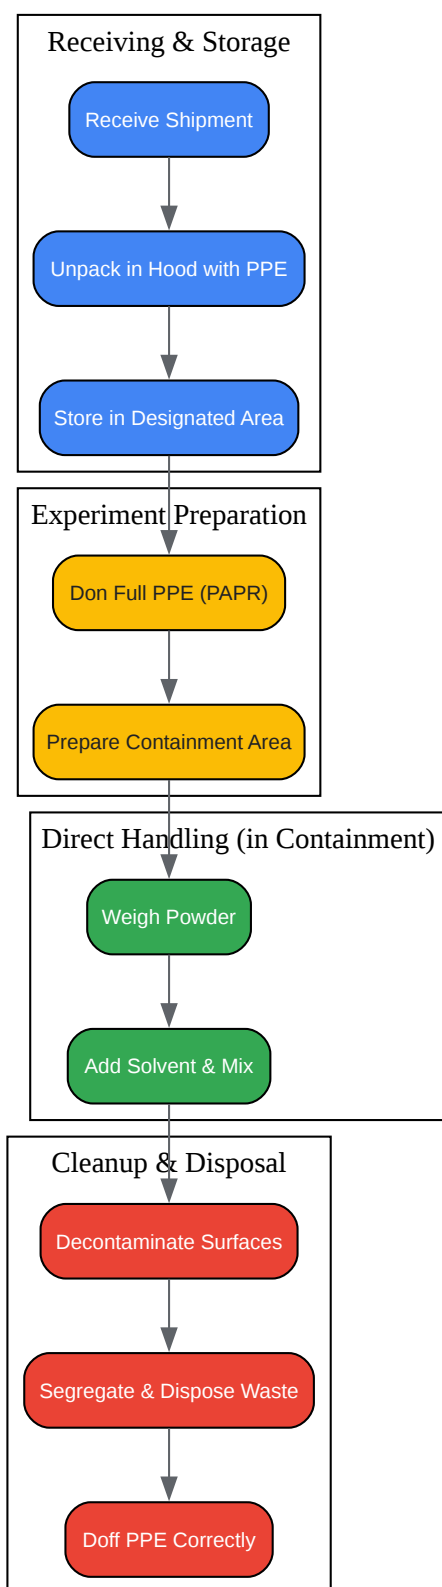 Receiving & Storage
Receive Shipment
Unpack in Hood with PPE
Store in Designated Area
Experiment Preparation
Don Full PPE (PAPR)
Prepare Containment Area
Direct Handling (in Containment)
Weigh Powder
Add Solvent & Mix
Cleanup & Disposal
Decontaminate Surfaces
Segregate & Dispose Waste
Doff PPE Correctly